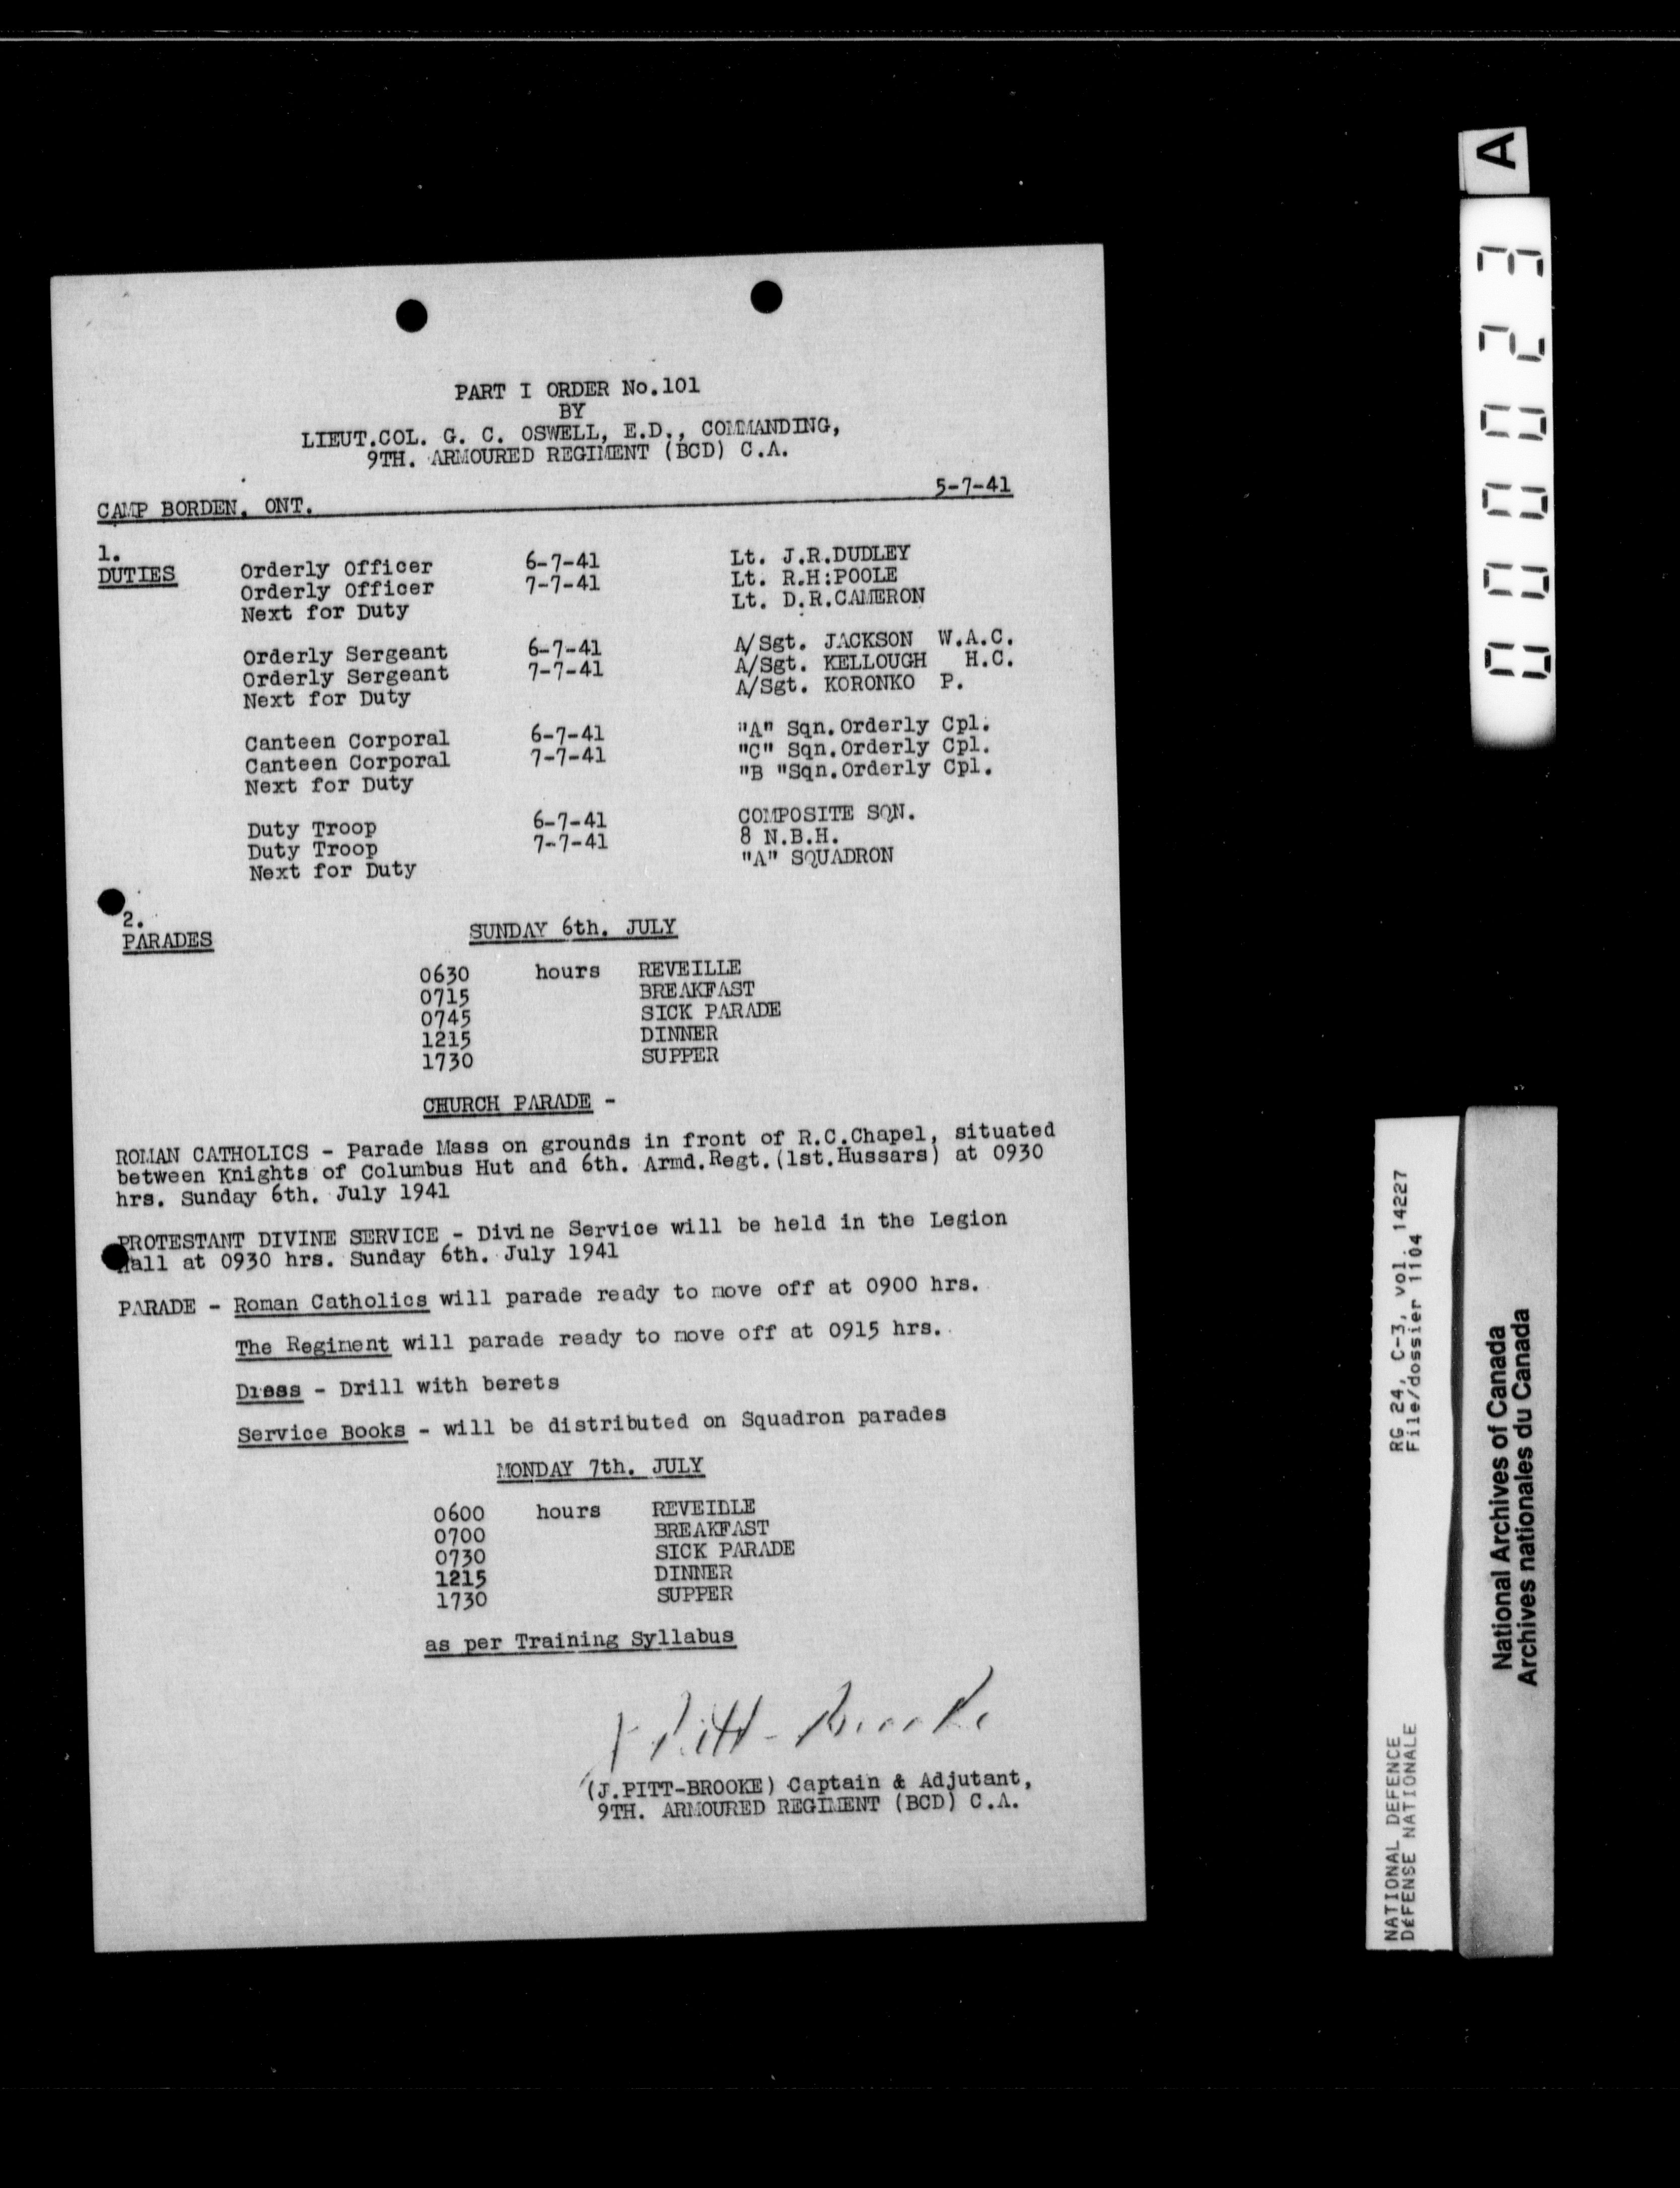 PART I ORDER No.101
BY
LIEUT.COL. G. C. OSWELL, E.D., COMMANDING,
9TH. ARMOURED REGIMENT (BCD) C.A.
CAMP BORDEN, ONT. 5-7-41
1.
DUTIES Orderly Officer 6-7-41 Lt. J.R.DUDLEY
Orderly Officer 7-7-41 Lt. R.H:POOLE
Next for Duty Lt. D.R.CAMERON
Orderly Sergeant 6-7-41 A/Sgt. JACKSON W.A.C.
Orderly Sergeant 7-7-41 A/Sgt. KELLOUGH H.C.
Next for Duty A/Sgt. KORONKO P.
Canteen Corporal 6-7-41 "A" Sqn.Orderly Cpl.
Canteen Corporal 7-7-41 "C" Sqn.Orderly Cpl.
Next for Duty "B "Sqn.Orderly Cpl.
Duty Troop 6-7-41 COMPOSITE SQN.
Duty Troop 7-7-41 8 N.B.H.
Next for Duty "A" SQUADRON
2.
PARADES SUNDAY 6th. JULY
0630 hours REVEILLE
0715 BREAKFAST
0745 SICK PARADE
1215 DINNER
1730 SUPPER
CHURCH PARADE -
ROMAN CATHOLICS - Parade Mass on grounds in front of R.C.Chapel, situated
between Knights of Columbus Hut and 6th. Armd.Regt.(1st.Hussars) at 0930
hrs. Sunday 6th. July 1941
PROTESTANT DIVINE SERVICE - Divine Service will be held in the Legion
Hall at 0930 hrs. Sunday 6th. July 1941
PARADE - Roman Catholics will parade ready to move off at 0900 hrs.
The Regiment will parade ready to move off at 0915 hrs.
Dress - Drill with berets
Service Books - will be distributed on Squadron parades
MONDAY 7th. JULY
0600 hours REVEILLE
0700 BREAKFAST
0730 SICK PARADE
1215 DINNER
1730 SUPPER
as per Training Syllabus
J Pitt-Brooke
(J.PITT-BROOKE) Captain & Adjutant,
9TH. ARMOURED REGIMENT (BCD) C.A.
00023 A
NATIONAL DEFENCE RG 24, C-3, vol. 14227
DÉFENSE NATIONALE File/dossier 1104
National Archives of Canada
Archives nationales du Canada